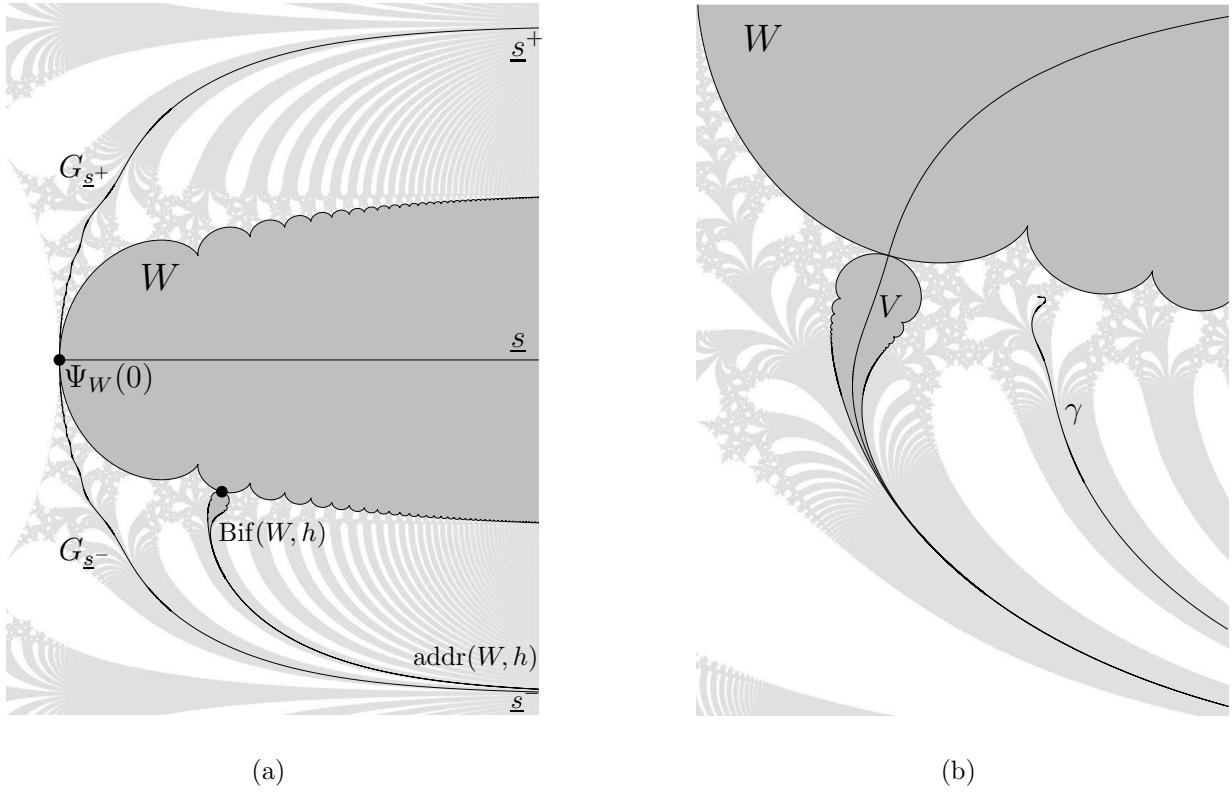 s⁺
G_s⁺
W
s
Ψ_W(0)
Bif(W, h)
G_s⁻
addr(W, h)
s
(a)
W
V
γ
(b)